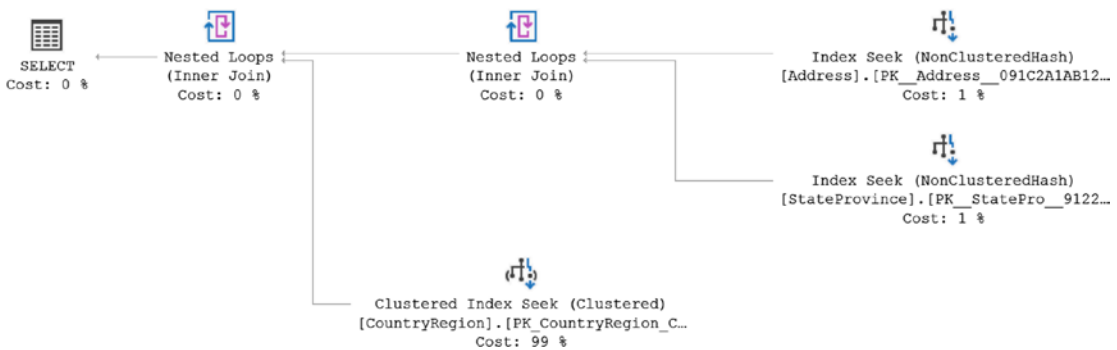 SELECT
Cost: 0 %
Nested Loops
(Inner Join)
Cost: 0 %
Nested Loops
(Inner Join)
Cost: 0 %
Index Seek (NonClusteredHash)
[Address].[PK__Address__091C2A1AB12…
Cost: 1 %
Index Seek (NonClusteredHash)
[StateProvince].[PK__StatePro__9122…
Cost: 1 %
Clustered Index Seek (Clustered)
[CountryRegion].[PK_CountryRegion_C…
Cost: 99 %